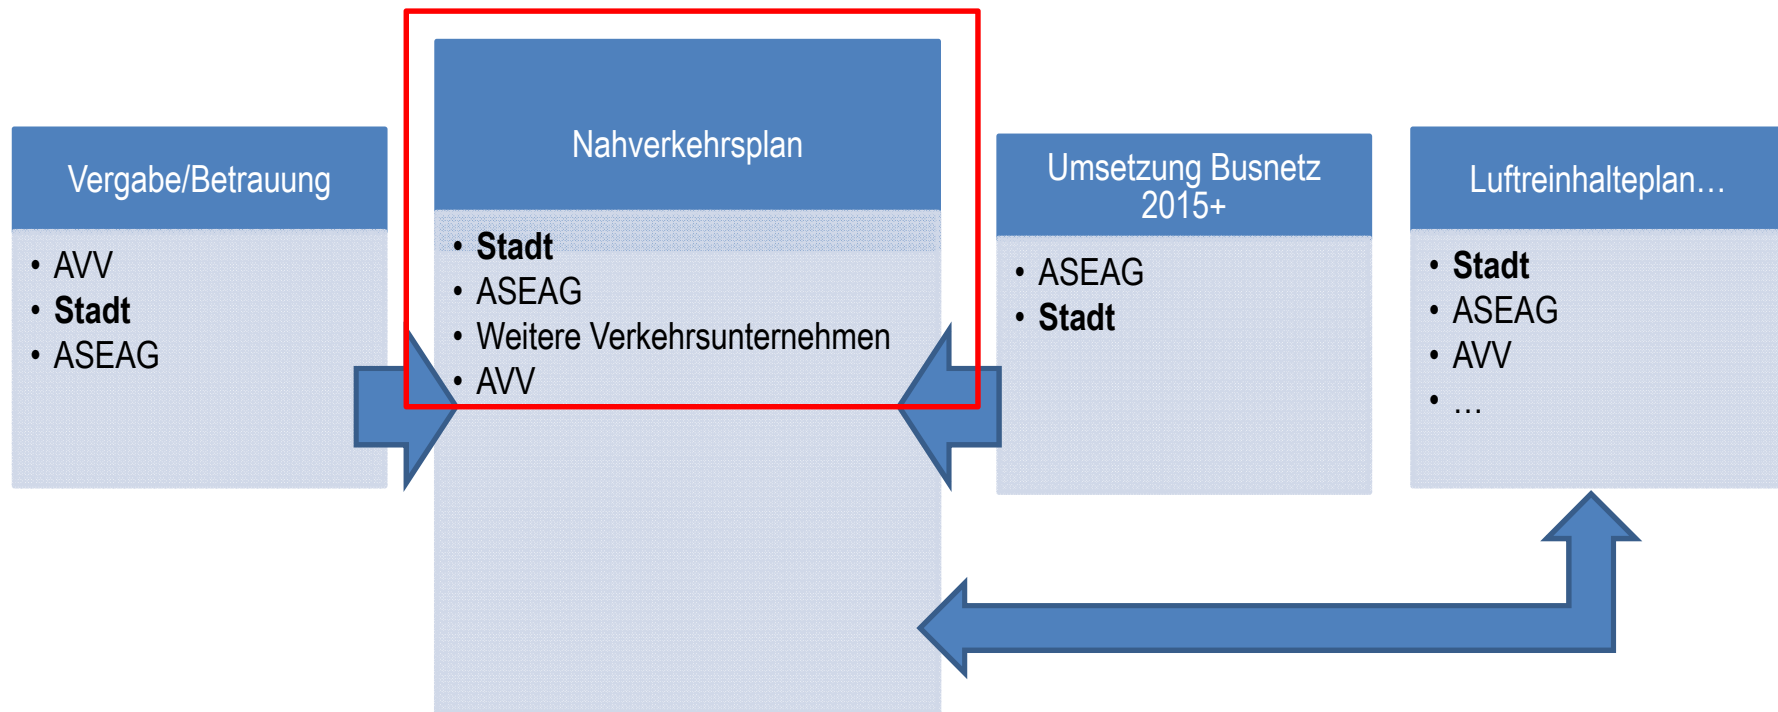 Vergabe/Betrauung
• AVV
• Stadt
• ASEAG
Nahverkehrsplan
• Stadt
• ASEAG
• Weitere Verkehrsunternehmen
• AVV
Umsetzung Busnetz
2015+
• ASEAG
• Stadt
Luftreinhalteplan…
• Stadt
• ASEAG
• AVV
• …